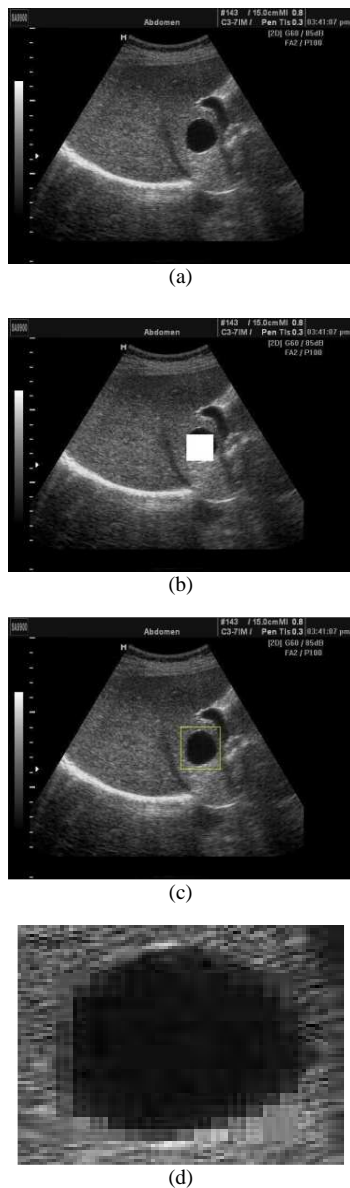 SA9900
Abdomen
#143 / 15.0cm MI 0.8
C3-7IM / Pen TIs 0.3 03:41:07 pm
[2D] G60 / 85dB
FA2 / P100
H
(a)
SA9900
Abdomen
#143 / 15.0cm MI 0.8
C3-7IM / Pen TIs 0.3 03:41:07 pm
[2D] G60 / 85dB
FA2 / P100
H
(b)
SA9900
Abdomen
#143 / 15.0cm MI 0.8
C3-7IM / Pen TIs 0.3 03:41:07 pm
[2D] G60 / 85dB
FA2 / P100
H
(c)
(d)